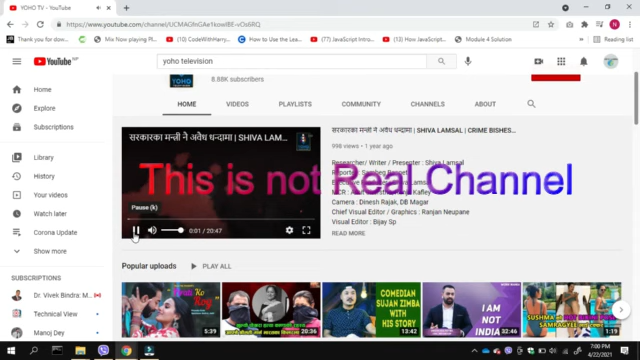 YOHO TV - YouTube
https://www.youtube.com/channel/
Thank you for dow...
Mix Now playing Pl...
(10) CodeWithHarry...
How to Use the Lea...
(77) JavaScript Intro...
(13) How JavaScript...
Module 4 Solution
Reading list
YouTube
yoho television
8.88K subscribers
HOME
VIDEOS
PLAYLISTS
COMMUNITY
CHANNELS
ABOUT
Home
Explore
Subscriptions
Library
History
Your videos
Watch later
Corona Update
Show more
SUBSCRIPTIONS
Dr. Vivek Bindra: M...
Technical View
Manoj Dey
सरकारका मन्त्री नै अवैध धन्दामा | SHIVA LAM...
Pause (k)
0:01 / 20:47
सरकारका मन्त्री नै अवैध धन्दामा | SHIVA LAMSAL | CRIME BISHES...
998 views • 1 year ago
Researcher/ Writer / Presenter : Shiva Lamsal
This is not Real Channel
Camera : Dinesh Rajak, DB Magar
Chief Visual Editor / Graphics : Ranjan Neupane
Visual Editor : Bijay Sp
READ MORE
Popular uploads
PLAY ALL
5:39
20:36
COMEDIAN
SUJAN ZIMBA
WITH HIS
STORY
13:42
I AM
NOT
INDIA
32:46
SUSHMA
1:19
7:00 PM
4/22/2021